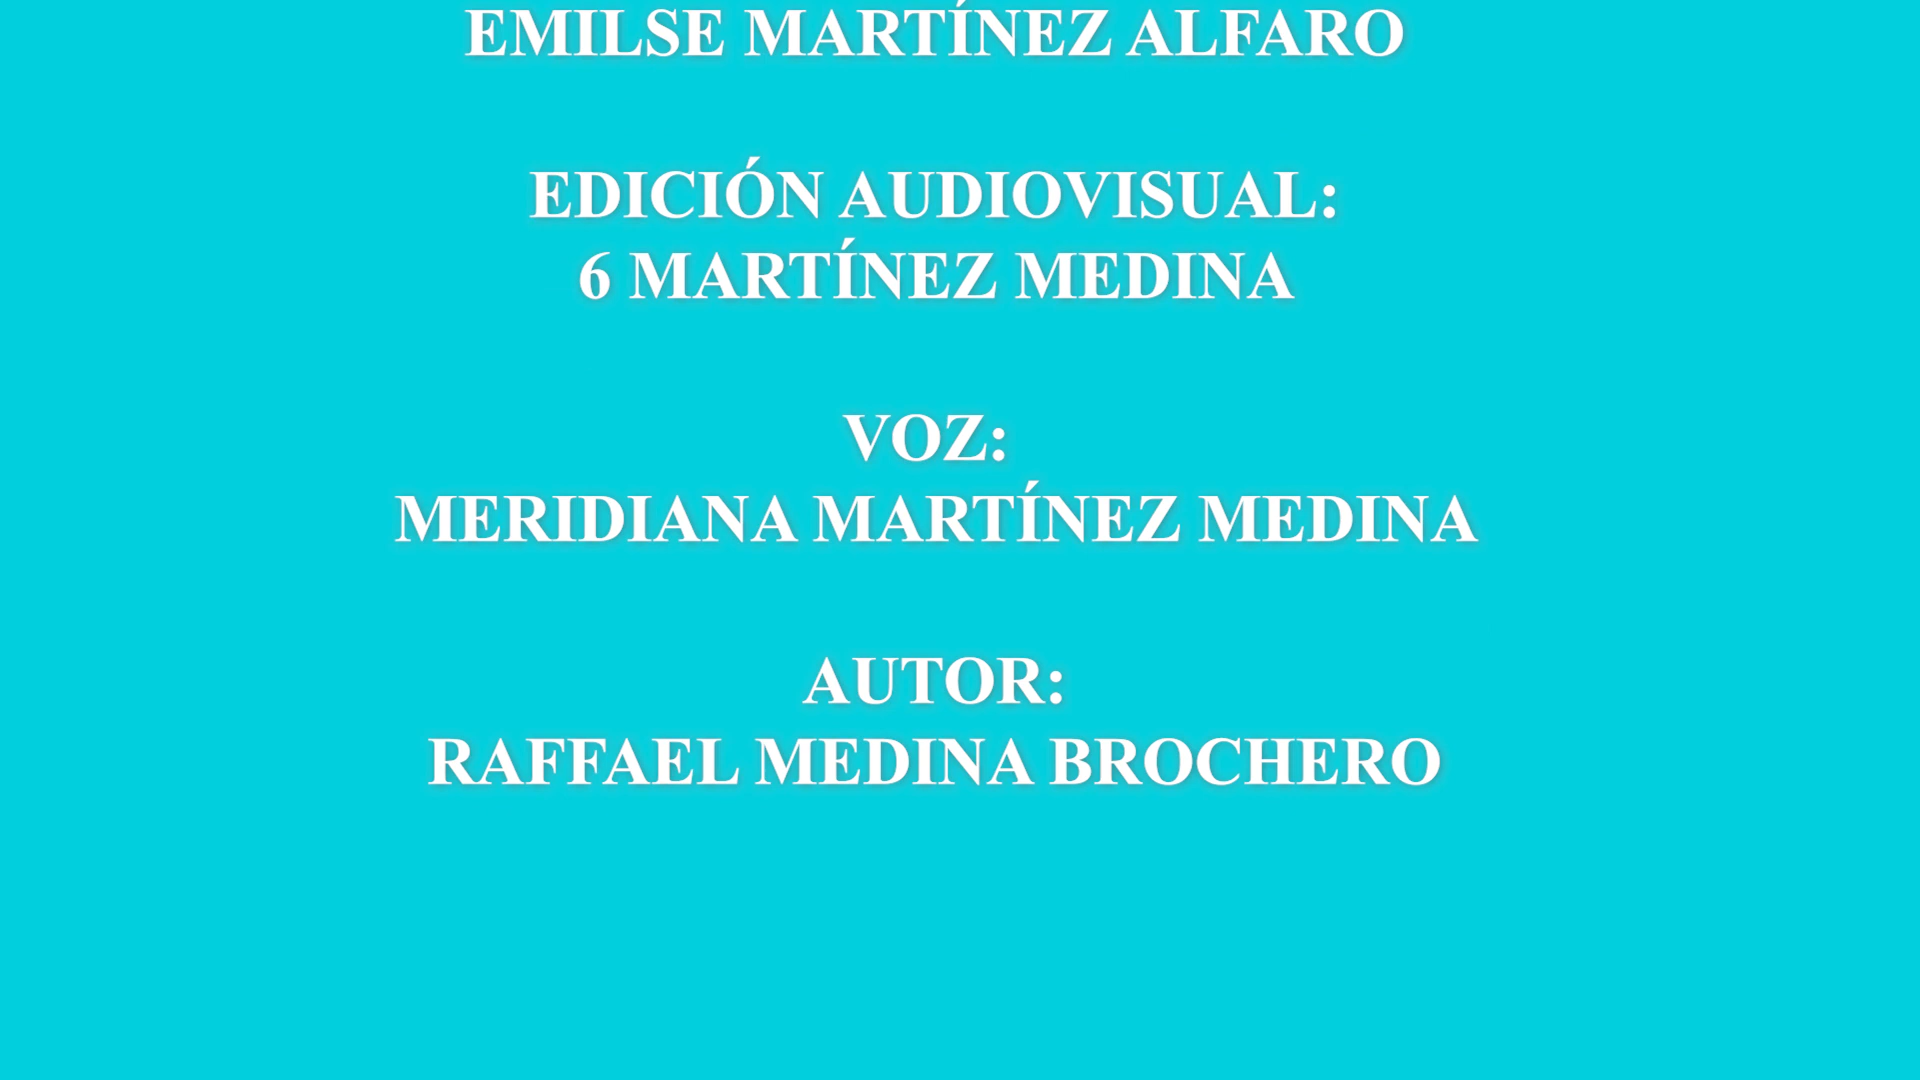 EMILSE MARTÍNEZ ALFARO
EDICIÓN AUDIOVISUAL:
6 MARTÍNEZ MEDINA
VOZ:
MERIDIANA MARTÍNEZ MEDINA
AUTOR:
RAFFAEL MEDINA BROCHERO